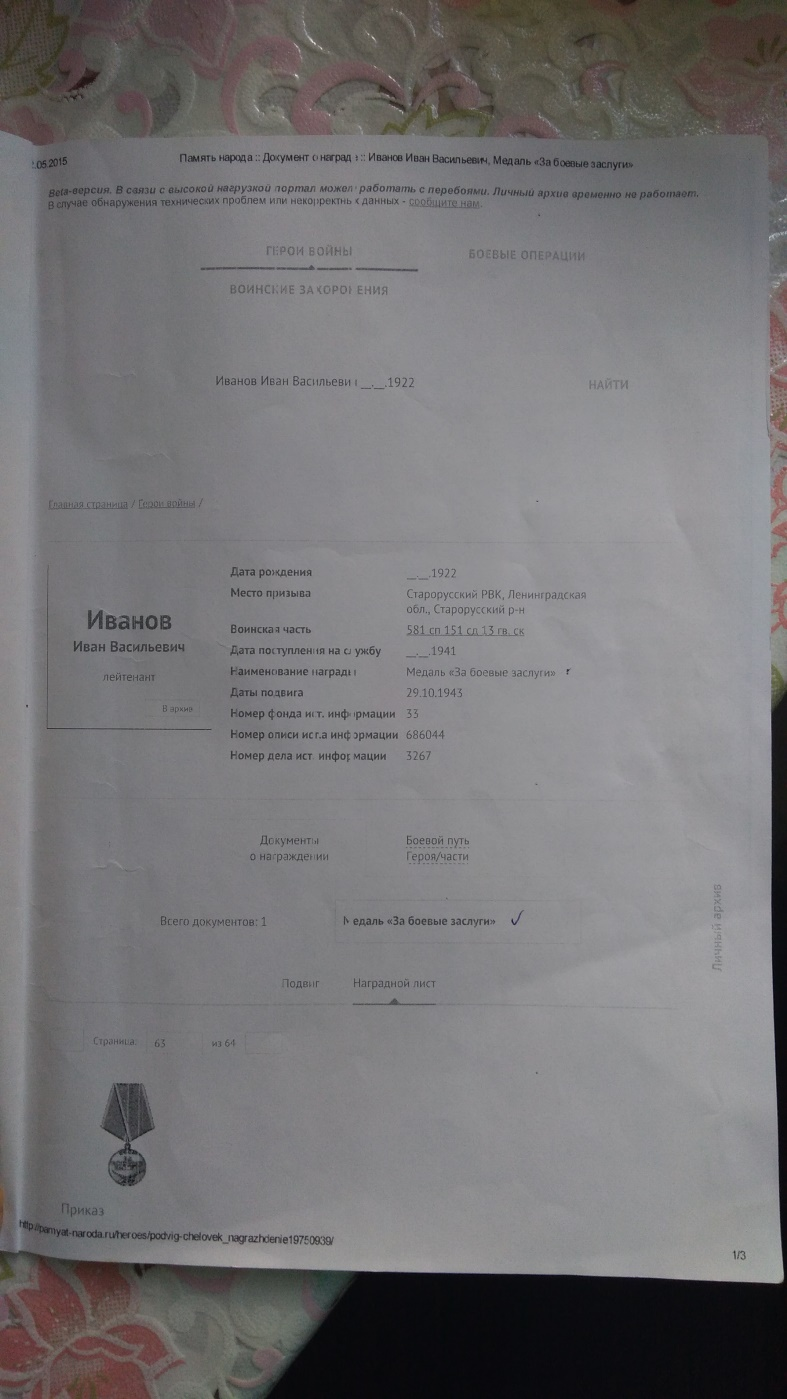 .05.2015
Память народа :: Документ о награде :: Иванов Иван Васильевич, Медаль «За боевые заслуги»
Beta-версия. В связи с высокой нагрузкой портал может работать с перебоями. Личный архив временно не работает.
В случае обнаружения технических проблем или некорректных данных - сообщите нам.
ГЕРОИ ВОЙНЫ
БОЕВЫЕ ОПЕРАЦИИ
ВОИНСКИЕ ЗАХОРОНЕНИЯ
Иванов Иван Васильевич __.__.1922
НАЙТИ
Главная страница / Герои войны /
Иванов
Иван Васильевич
лейтенант
В архив
Дата рождения __.__.1922
Место призыва Старорусский РВК, Ленинградская
обл., Старорусский р-н
Воинская часть 581 сп 151 сд 13 гв. ск
Дата поступления на службу __.__.1941
Наименование награды Медаль «За боевые заслуги»
Даты подвига 29.10.1943
Номер фонда ист. информации 33
Номер описи ист.а информации 686044
Номер дела ист. информации 3267
Документы
о награждении
Боевой путь
Героя/части
Личный архив
Всего документов: 1
Медаль «За боевые заслуги»
Подвиг
Наградной лист
Страница: 63 из 64
Приказ
http://pamyat-naroda.ru/heroes/podvig-chelovek_nagrazhdenie19750939/
1/3